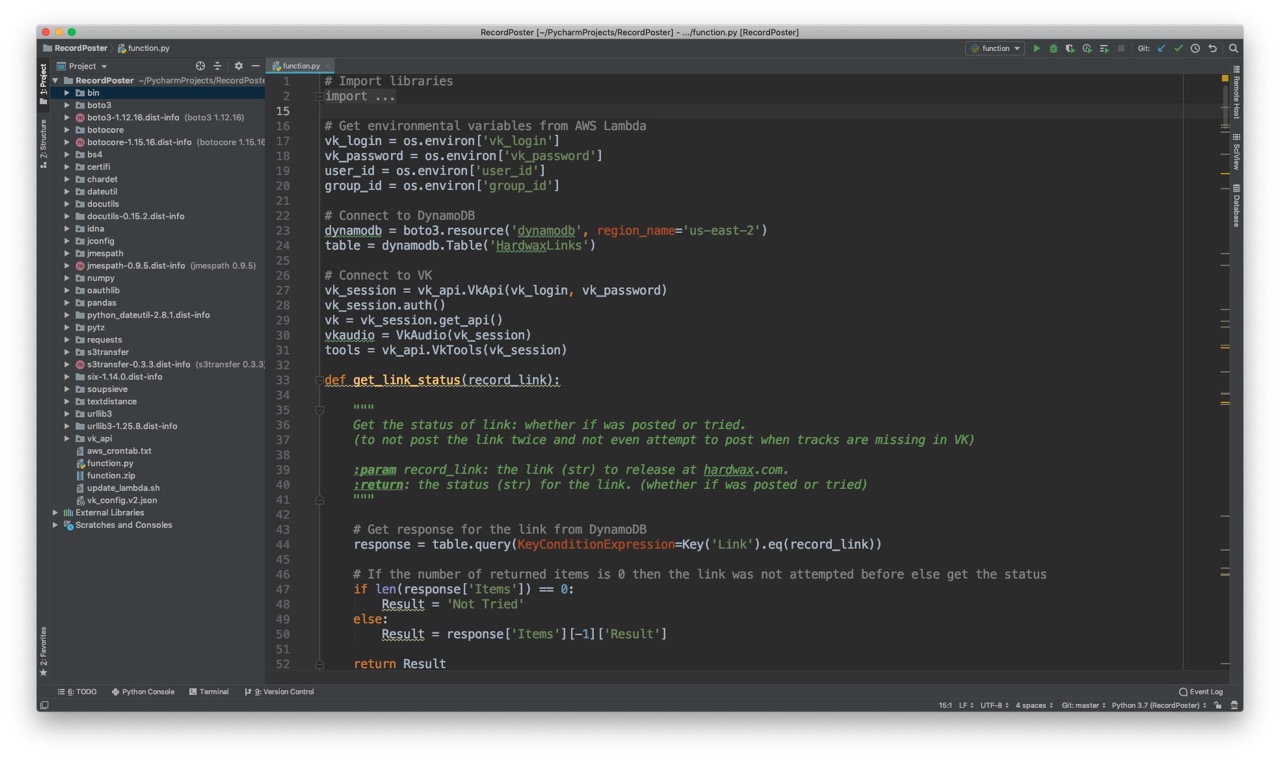 RecordPoster [~/PycharmProjects/RecordPoster] - .../function.py [RecordPoster]
RecordPoster function.py
function Git:
1: Project
7: Structure
2: Favorites
Project
RecordPoster ~/PycharmProjects/RecordPoste
bin
boto3
boto3-1.12.16.dist-info (boto3 1.12.16)
botocore
botocore-1.15.16.dist-info (botocore 1.15.16
bs4
certifi
chardet
dateutil
docutils
docutils-0.15.2.dist-info
idna
jconfig
jmespath
jmespath-0.9.5.dist-info (jmespath 0.9.5)
numpy
oauthlib
pandas
python_dateutil-2.8.1.dist-info
pytz
requests
s3transfer
s3transfer-0.3.3.dist-info (s3transfer 0.3.3
six-1.14.0.dist-info
soupsieve
textdistance
urllib3
urllib3-1.25.8.dist-info
vk_api
aws_crontab.txt
function.py
function.zip
update_lambda.sh
vk_config.v2.json
External Libraries
Scratches and Consoles
function.py
1 # Import libraries
2 import ...
15
16 # Get environmental variables from AWS Lambda
17 vk_login = os.environ['vk_login']
18 vk_password = os.environ['vk_password']
19 user_id = os.environ['user_id']
20 group_id = os.environ['group_id']
21
22 # Connect to DynamoDB
23 dynamodb = boto3.resource('dynamodb', region_name='us-east-2')
24 table = dynamodb.Table('HardwaxLinks')
25
26 # Connect to VK
27 vk_session = vk_api.VkApi(vk_login, vk_password)
28 vk_session.auth()
29 vk = vk_session.get_api()
30 vkaudio = VkAudio(vk_session)
31 tools = vk_api.VkTools(vk_session)
32
33 def get_link_status(record_link):
34
35 """
36 Get the status of link: whether if was posted or tried.
37 (to not post the link twice and not even attempt to post when tracks are missing in VK)
38
39 :param record_link: the link (str) to release at hardwax.com.
40 :return: the status (str) for the link. (whether if was posted or tried)
41 """
42
43 # Get response for the link from DynamoDB
44 response = table.query(KeyConditionExpression=Key('Link').eq(record_link))
45
46 # If the number of returned items is 0 then the link was not attempted before else get the status
47 if len(response['Items']) == 0:
48 Result = 'Not Tried'
49 else:
50 Result = response['Items'][-1]['Result']
51
52 return Result
Remote Host
SciView
Database
6: TODO Python Console Terminal 9: Version Control Event Log
15:1 LF UTF-8 4 spaces Git: master Python 3.7 (RecordPoster)